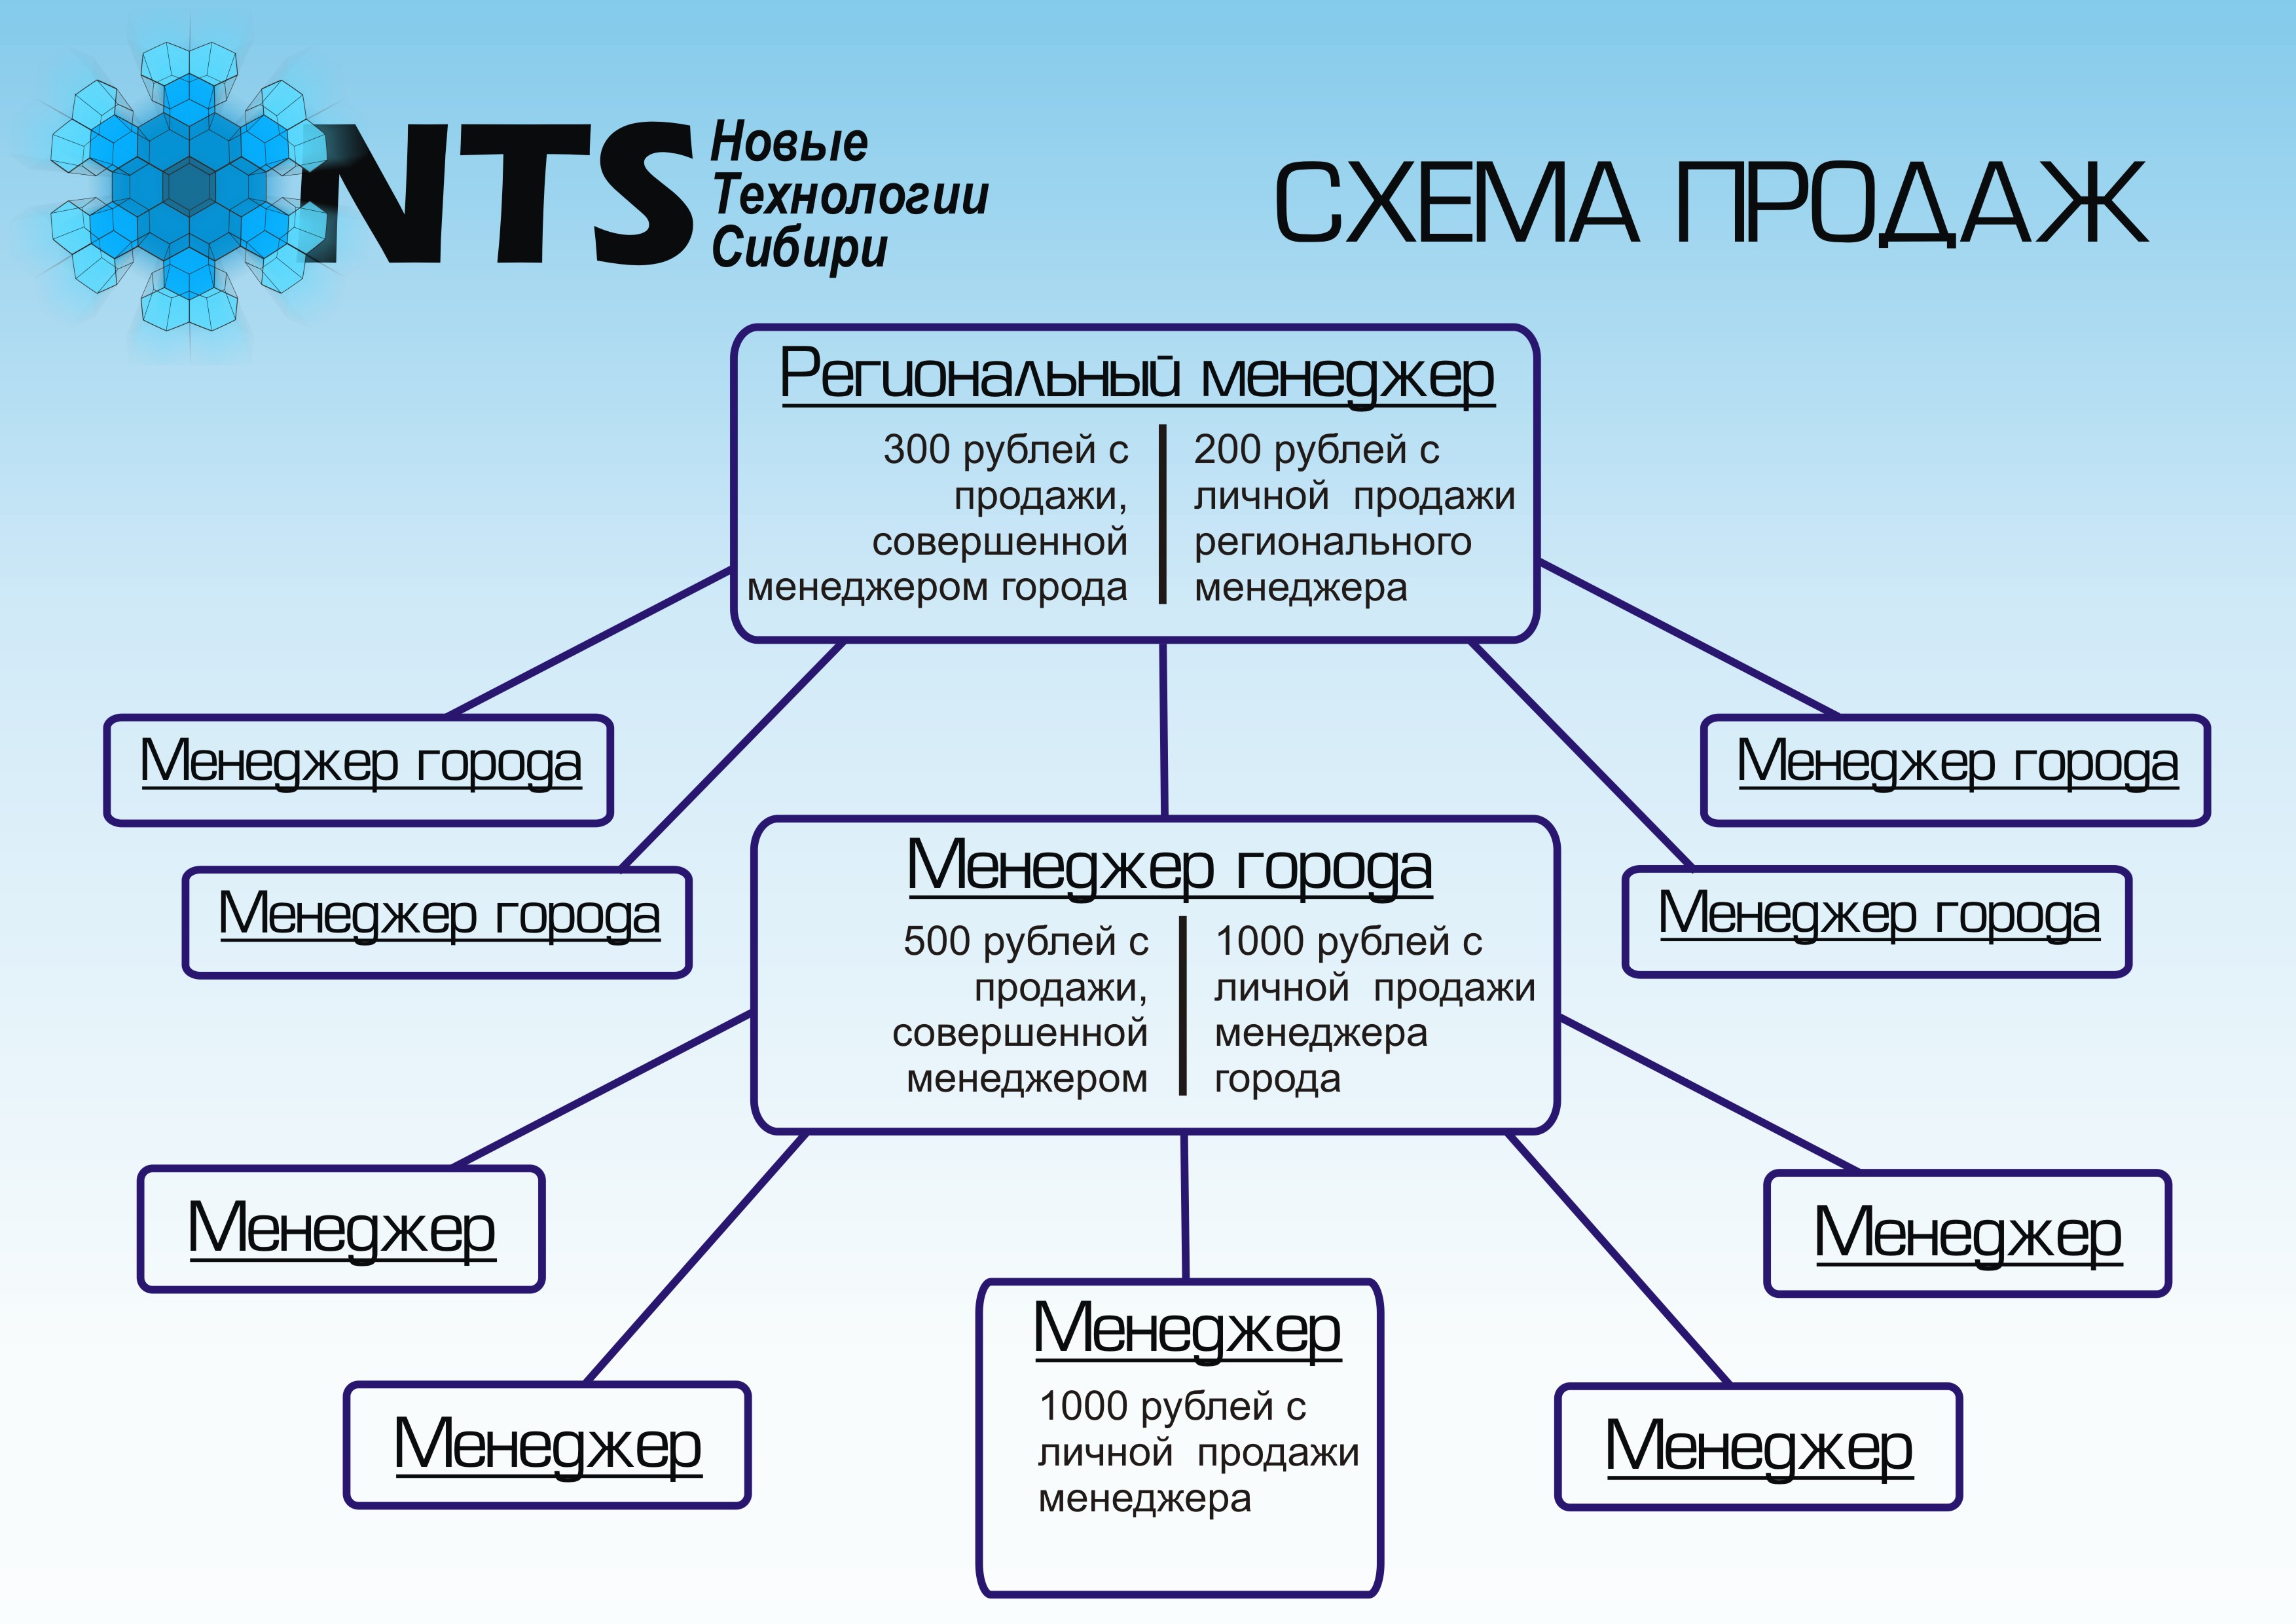 NTS
Новые
Технологии
Сибири
СХЕМА ПРОДАЖ
Региональный менеджер
300 рублей с
продажи,
совершенной
менеджером города
200 рублей с
личной продажи
регионального
менеджера
Менеджер города
Менеджер города
Менеджер города
Менеджер города
Менеджер города
500 рублей с
продажи,
совершенной
менеджером
1000 рублей с
личной продажи
менеджера
города
Менеджер
Менеджер
Менеджер
1000 рублей с
личной продажи
менеджера
Менеджер
Менеджер